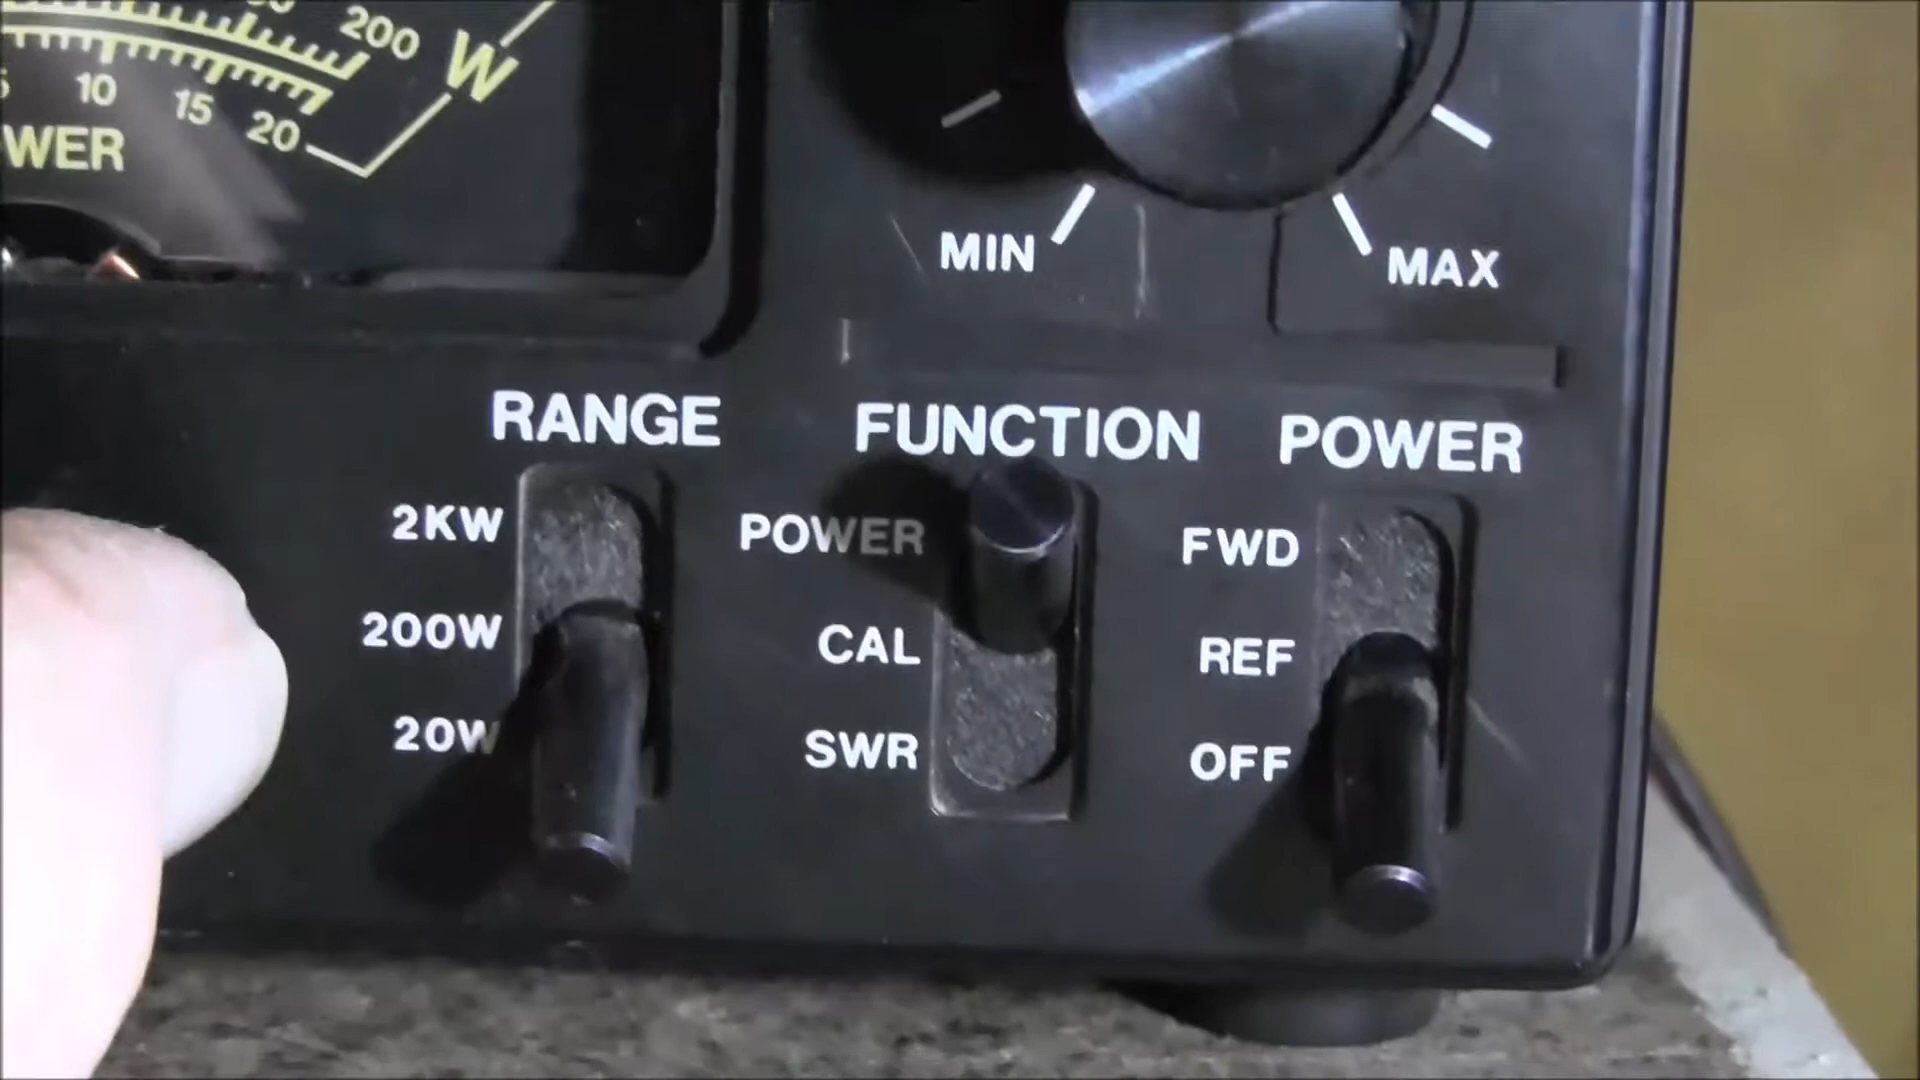 200
W
10 15 20
WER
MIN MAX
RANGE FUNCTION POWER
2KW POWER FWD
200W CAL REF
20W SWR OFF